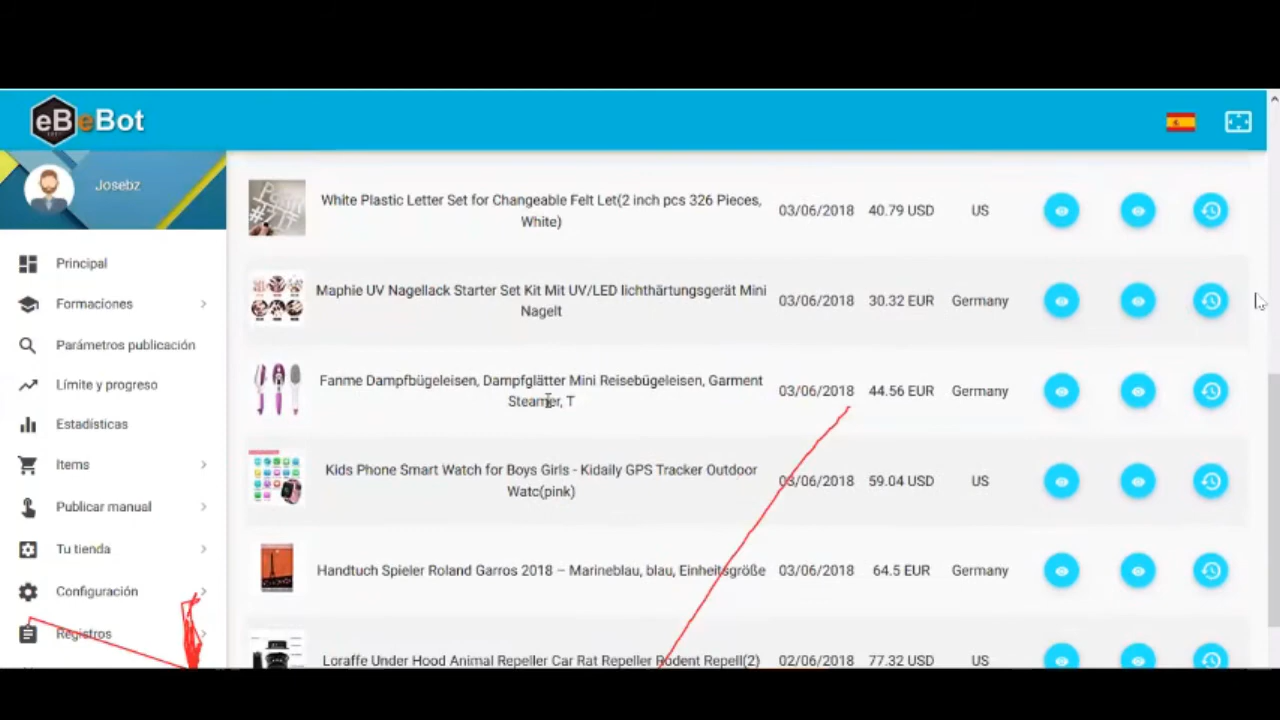 eB eBot
Josebz
Principal
Formaciones
Parámetros publicación
Límite y progreso
Estadísticas
Items
Publicar manual
Tu tienda
Configuración
Registros
White Plastic Letter Set for Changeable Felt Let(2 inch pcs 326 Pieces,
White)
03/06/2018 40.79 USD US
Maphie UV Nagellack Starter Set Kit Mit UV/LED lichthärtungsgerät Mini
Nagelt
03/06/2018 30.32 EUR Germany
Fanme Dampfbügeleisen, Dampfglätter Mini Reisebügeleisen, Garment
Steamer, T
03/06/2018 44.56 EUR Germany
Kids Phone Smart Watch for Boys Girls - Kidaily GPS Tracker Outdoor
Watc(pink)
03/06/2018 59.04 USD US
Handtuch Spieler Roland Garros 2018 – Marineblau, blau, Einheitsgröße
03/06/2018 64.5 EUR Germany
Loraffe Under Hood Animal Repeller Car Rat Repeller Rodent Repell(2)
02/06/2018 77.32 USD US